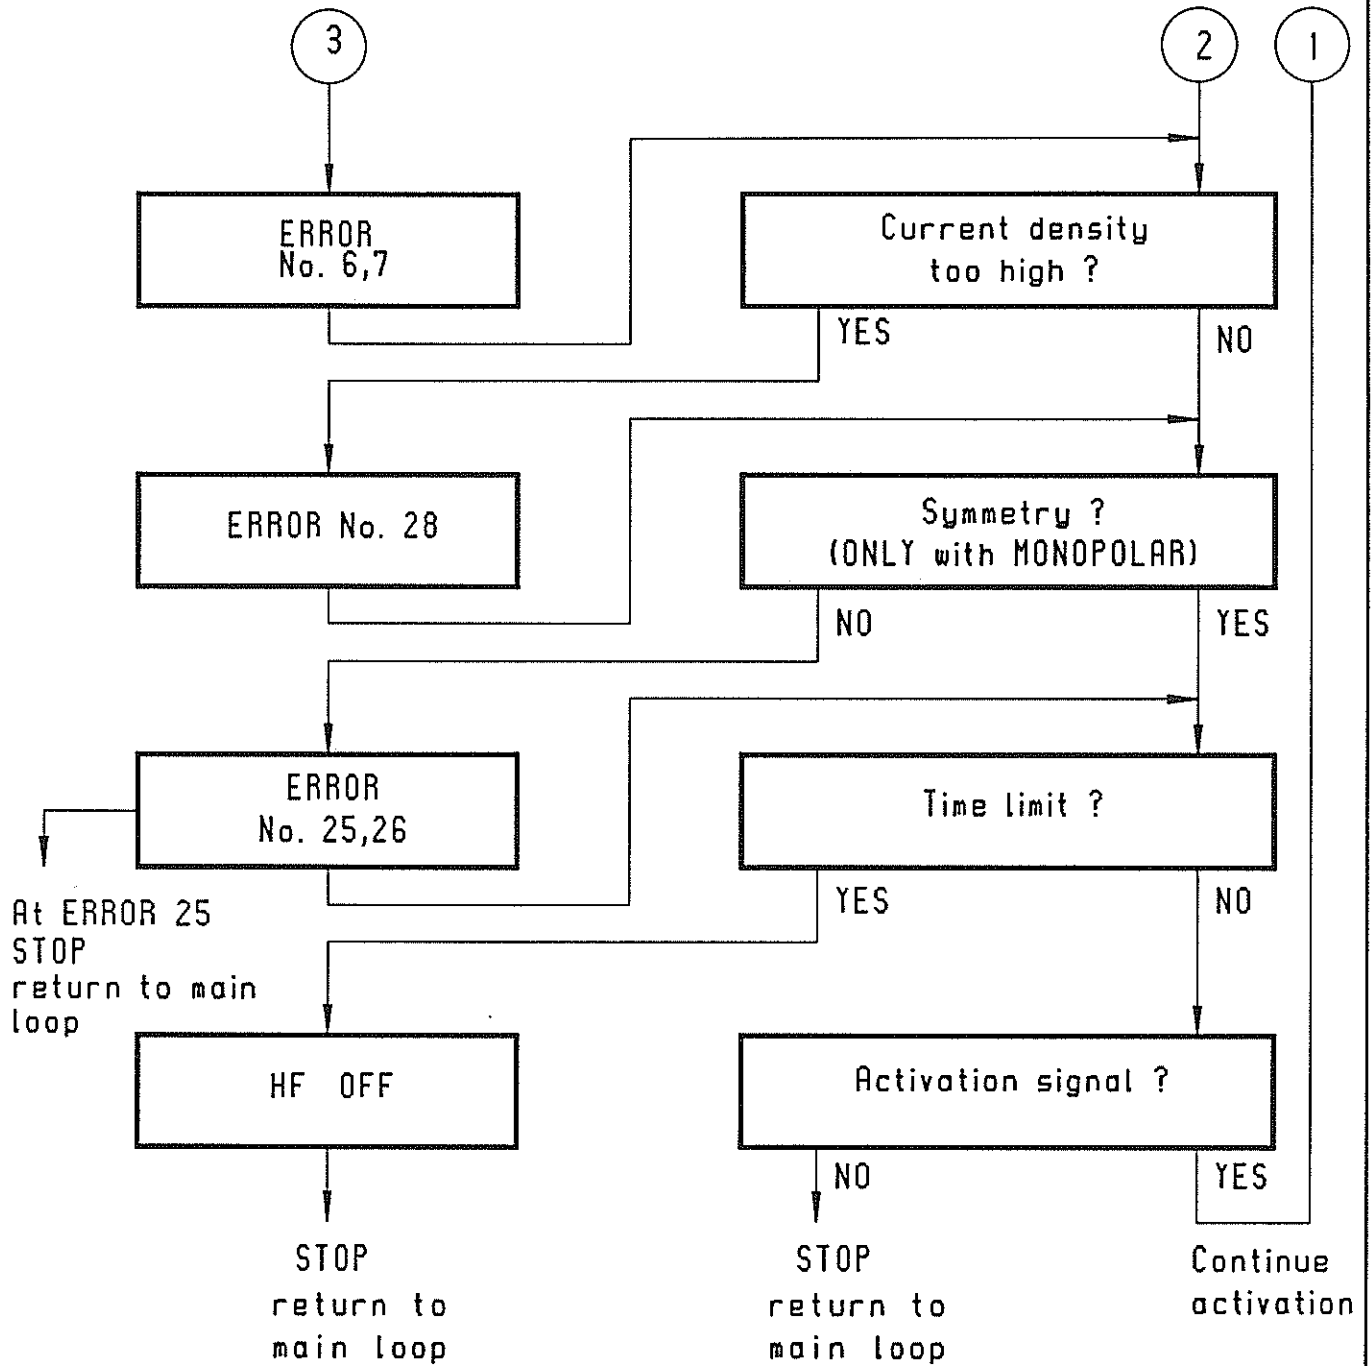 3
2
1
ERROR
No. 6,7
Current density
too high ?
YES
NO
ERROR No. 28
Symmetry ?
(ONLY with MONOPOLAR)
NO
YES
ERROR
No. 25,26
Time limit ?
At ERROR 25
STOP
return to main
loop
YES
NO
HF OFF
Activation signal ?
NO
YES
STOP
return to
main loop
STOP
return to
main loop
Continue
activation